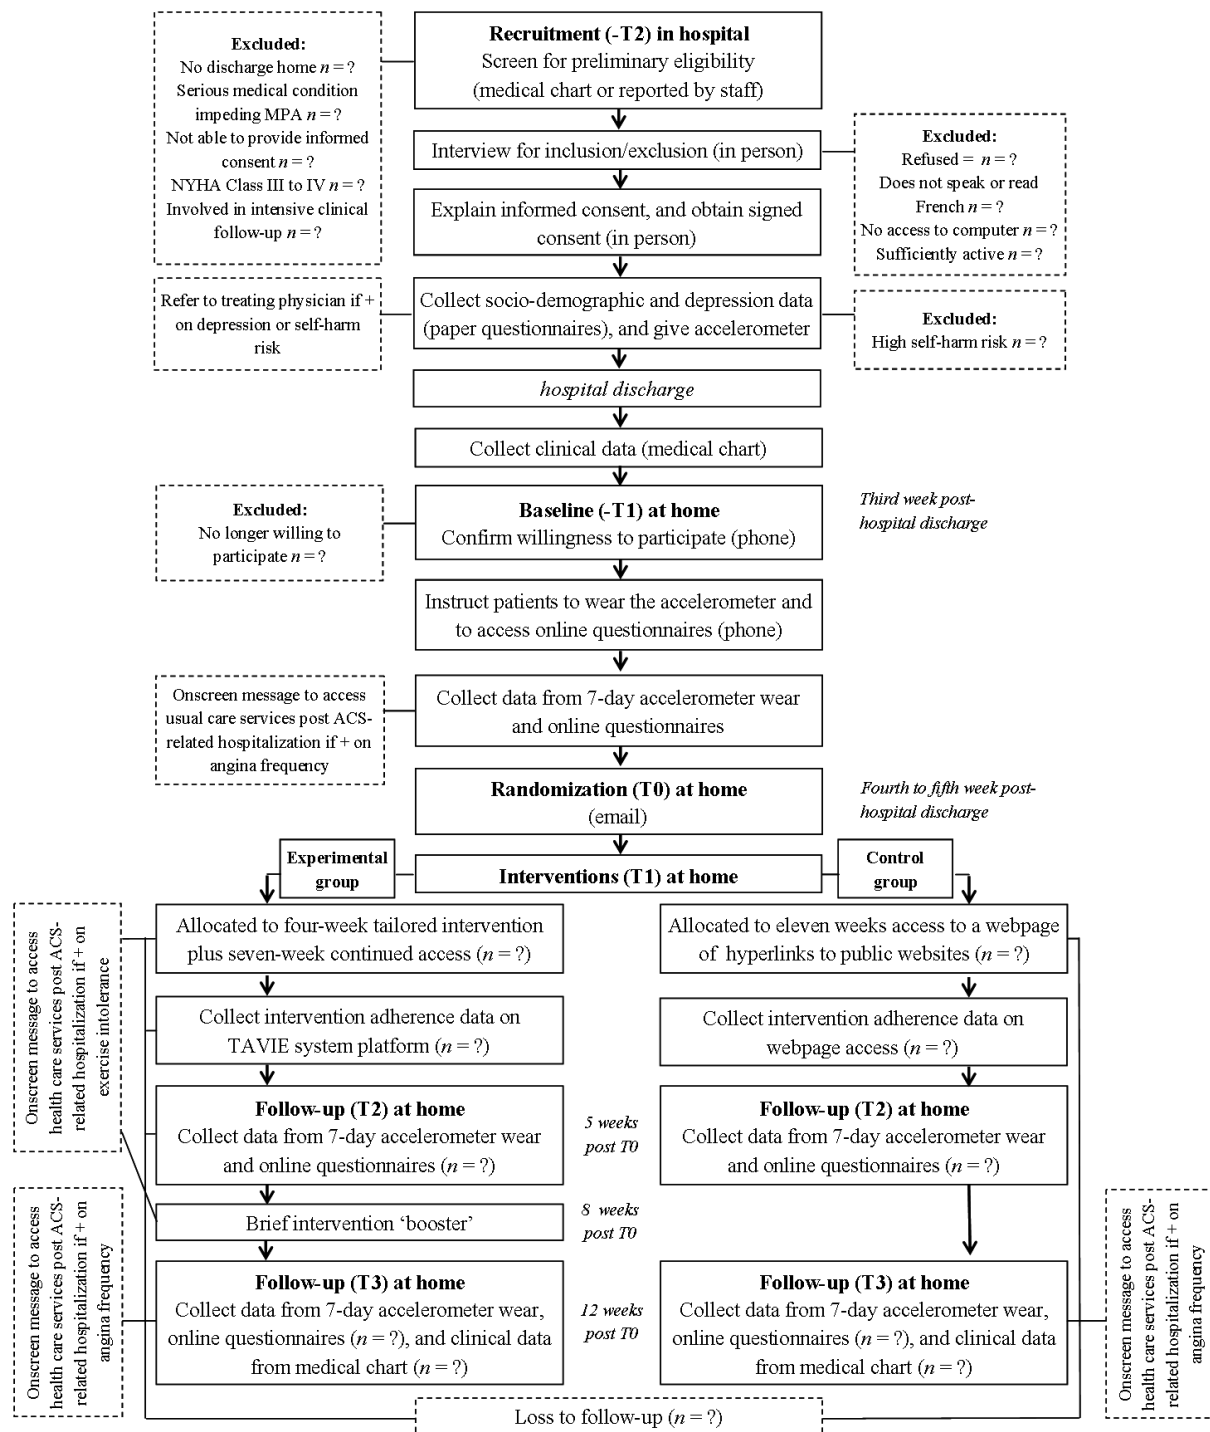 Recruitment (-T2) in hospital
Screen for preliminary eligibility
(medical chart or reported by staff)
Excluded:
No discharge home n = ?
Serious medical condition
impeding MPA n = ?
Not able to provide informed
consent n = ?
NYHA Class III to IV n = ?
Involved in intensive clinical
follow-up n = ?
Interview for inclusion/exclusion (in person)
Excluded:
Refused = n = ?
Does not speak or read
French n = ?
No access to computer n = ?
Sufficiently active n = ?
Explain informed consent, and obtain signed
consent (in person)
Refer to treating physician if +
on depression or self-harm
risk
Collect socio-demographic and depression data
(paper questionnaires), and give accelerometer
Excluded:
High self-harm risk n = ?
hospital discharge
Collect clinical data (medical chart)
Excluded:
No longer willing to
participate n = ?
Baseline (-T1) at home
Confirm willingness to participate (phone)
Third week post-
hospital discharge
Instruct patients to wear the accelerometer and
to access online questionnaires (phone)
Onscreen message to access
usual care services post ACS-
related hospitalization if + on
angina frequency
Collect data from 7-day accelerometer wear
and online questionnaires
Randomization (T0) at home
(email)
Fourth to fifth week post-
hospital discharge
Experimental
group
Interventions (T1) at home
Control
group
Onscreen message to access
health care services post ACS-
related hospitalization if + on
exercise intolerance
Allocated to four-week tailored intervention
plus seven-week continued access (n = ?)
Allocated to eleven weeks access to a webpage
of hyperlinks to public websites (n = ?)
Collect intervention adherence data on
TAVIE system platform (n = ?)
Collect intervention adherence data on
webpage access (n = ?)
Follow-up (T2) at home
Collect data from 7-day accelerometer wear
and online questionnaires (n = ?)
5 weeks
post T0
Follow-up (T2) at home
Collect data from 7-day accelerometer wear
and online questionnaires (n = ?)
Brief intervention ‘booster’
8 weeks
post T0
Onscreen message to access
health care services post ACS-
related hospitalization if + on
angina frequency
Follow-up (T3) at home
Collect data from 7-day accelerometer wear,
online questionnaires (n = ?), and clinical data
from medical chart (n = ?)
12 weeks
post T0
Follow-up (T3) at home
Collect data from 7-day accelerometer wear,
online questionnaires (n = ?), and clinical data
from medical chart (n = ?)
Onscreen message to access
health care services post ACS-
related hospitalization if + on
angina frequency
Loss to follow-up (n = ?)